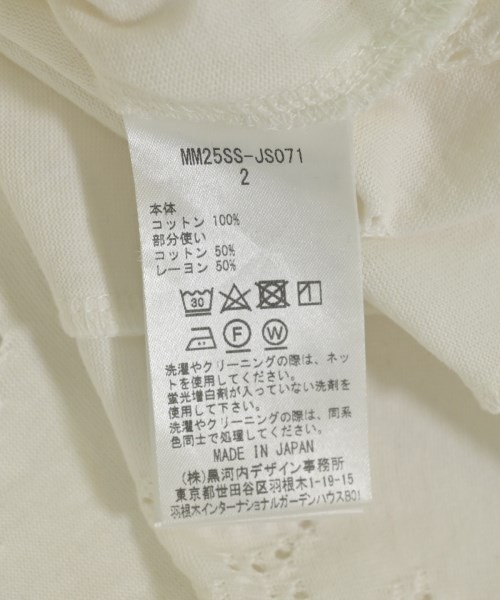 MM25SS-JS071
2
本体
コットン 100%
部分使い
コットン 50%
レーヨン 50%
30
F W
洗濯やクリーニングの際は、ネッ
トを使用してください。
蛍光増白剤が入っていない洗剤を
使用して下さい。
洗濯やクリーニングの際は、同系
色同士で処理してください。
MADE IN JAPAN
(株)黒河内デザイン事務所
東京都世田谷区羽根木1-19-15
羽根木インターナショナルガーデンハウスB01